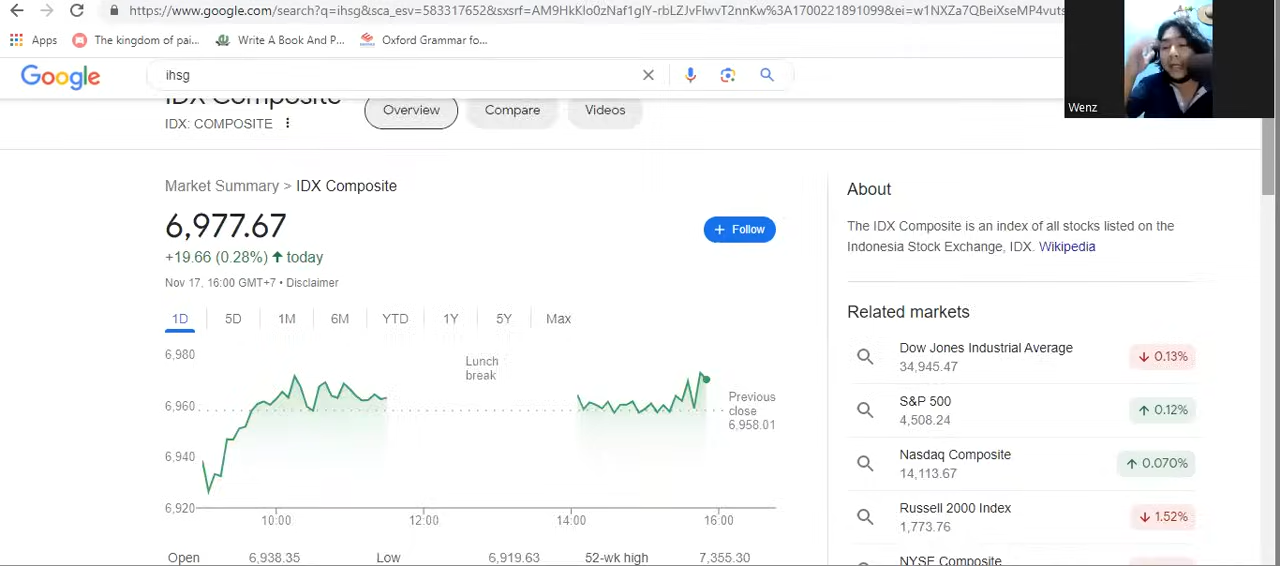 https://www.google.com/search?q=ihsg&sca_esv=583317652&sxsrf=
Apps The kingdom of pai... Write A Book And P... Oxford Grammar fo...
Google ihsg
Wenz
IDX Composite
IDX: COMPOSITE
Overview Compare Videos
Market Summary > IDX Composite
6,977.67
+ Follow
+19.66 (0.28%) ↑ today
Nov 17, 16:00 GMT+7 • Disclaimer
1D 5D 1M 6M YTD 1Y 5Y Max
6,980
6,960
6,940
6,920
Lunch
break
Previous
close
6,958.01
10:00 12:00 14:00 16:00
Open 6,938.35 Low 6,919.63 52-wk high 7,355.30
About
The IDX Composite is an index of all stocks listed on the
Indonesia Stock Exchange, IDX. Wikipedia
Related markets
Dow Jones Industrial Average
34,945.47
↓ 0.13%
S&P 500
4,508.24
↑ 0.12%
Nasdaq Composite
14,113.67
↑ 0.070%
Russell 2000 Index
1,773.76
↓ 1.52%
NYSE Composite